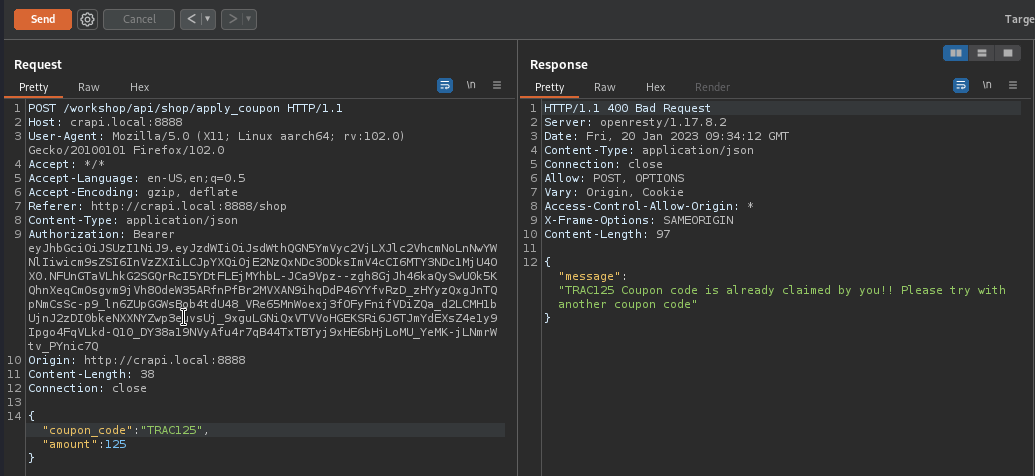 Send
Cancel
< ▼
> ▼
Targe
Request
Response
Pretty Raw Hex
\n
Pretty Raw Hex Render
\n
1 POST /workshop/api/shop/apply_coupon HTTP/1.1
2 Host: crapi.local:8888
3 User-Agent: Mozilla/5.0 (X11; Linux aarch64; rv:102.0)
Gecko/20100101 Firefox/102.0
4 Accept: */*
5 Accept-Language: en-US,en;q=0.5
6 Accept-Encoding: gzip, deflate
7 Referer: http://crapi.local:8888/shop
8 Content-Type: application/json
9 Authorization: Bearer
10 Origin: http://crapi.local:8888
11 Content-Length: 38
12 Connection: close
13
14 {
"coupon_code":"TRAC125",
"amount":125
}
1 HTTP/1.1 400 Bad Request
2 Server: openresty/1.17.8.2
3 Date: Fri, 20 Jan 2023 09:34:12 GMT
4 Content-Type: application/json
5 Connection: close
6 Allow: POST, OPTIONS
7 Vary: Origin, Cookie
8 Access-Control-Allow-Origin: *
9 X-Frame-Options: SAMEORIGIN
10 Content-Length: 97
11
12 {
"message":
"TRAC125 Coupon code is already claimed by you!! Please try with
another coupon code"
}